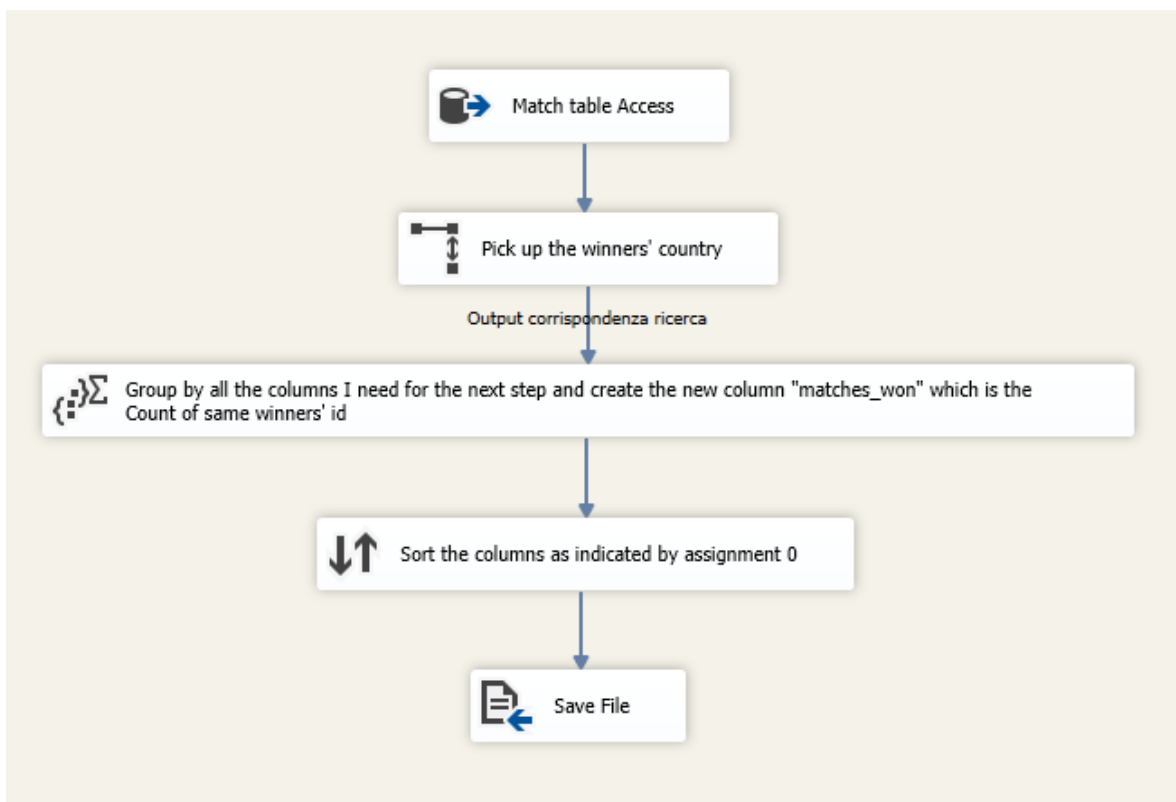 Match table Access
Pick up the winners' country
Output corrispondenza ricerca
Group by all the columns I need for the next step and create the new column "matches_won" which is the
Count of same winners' id
Sort the columns as indicated by assignment 0
Save File